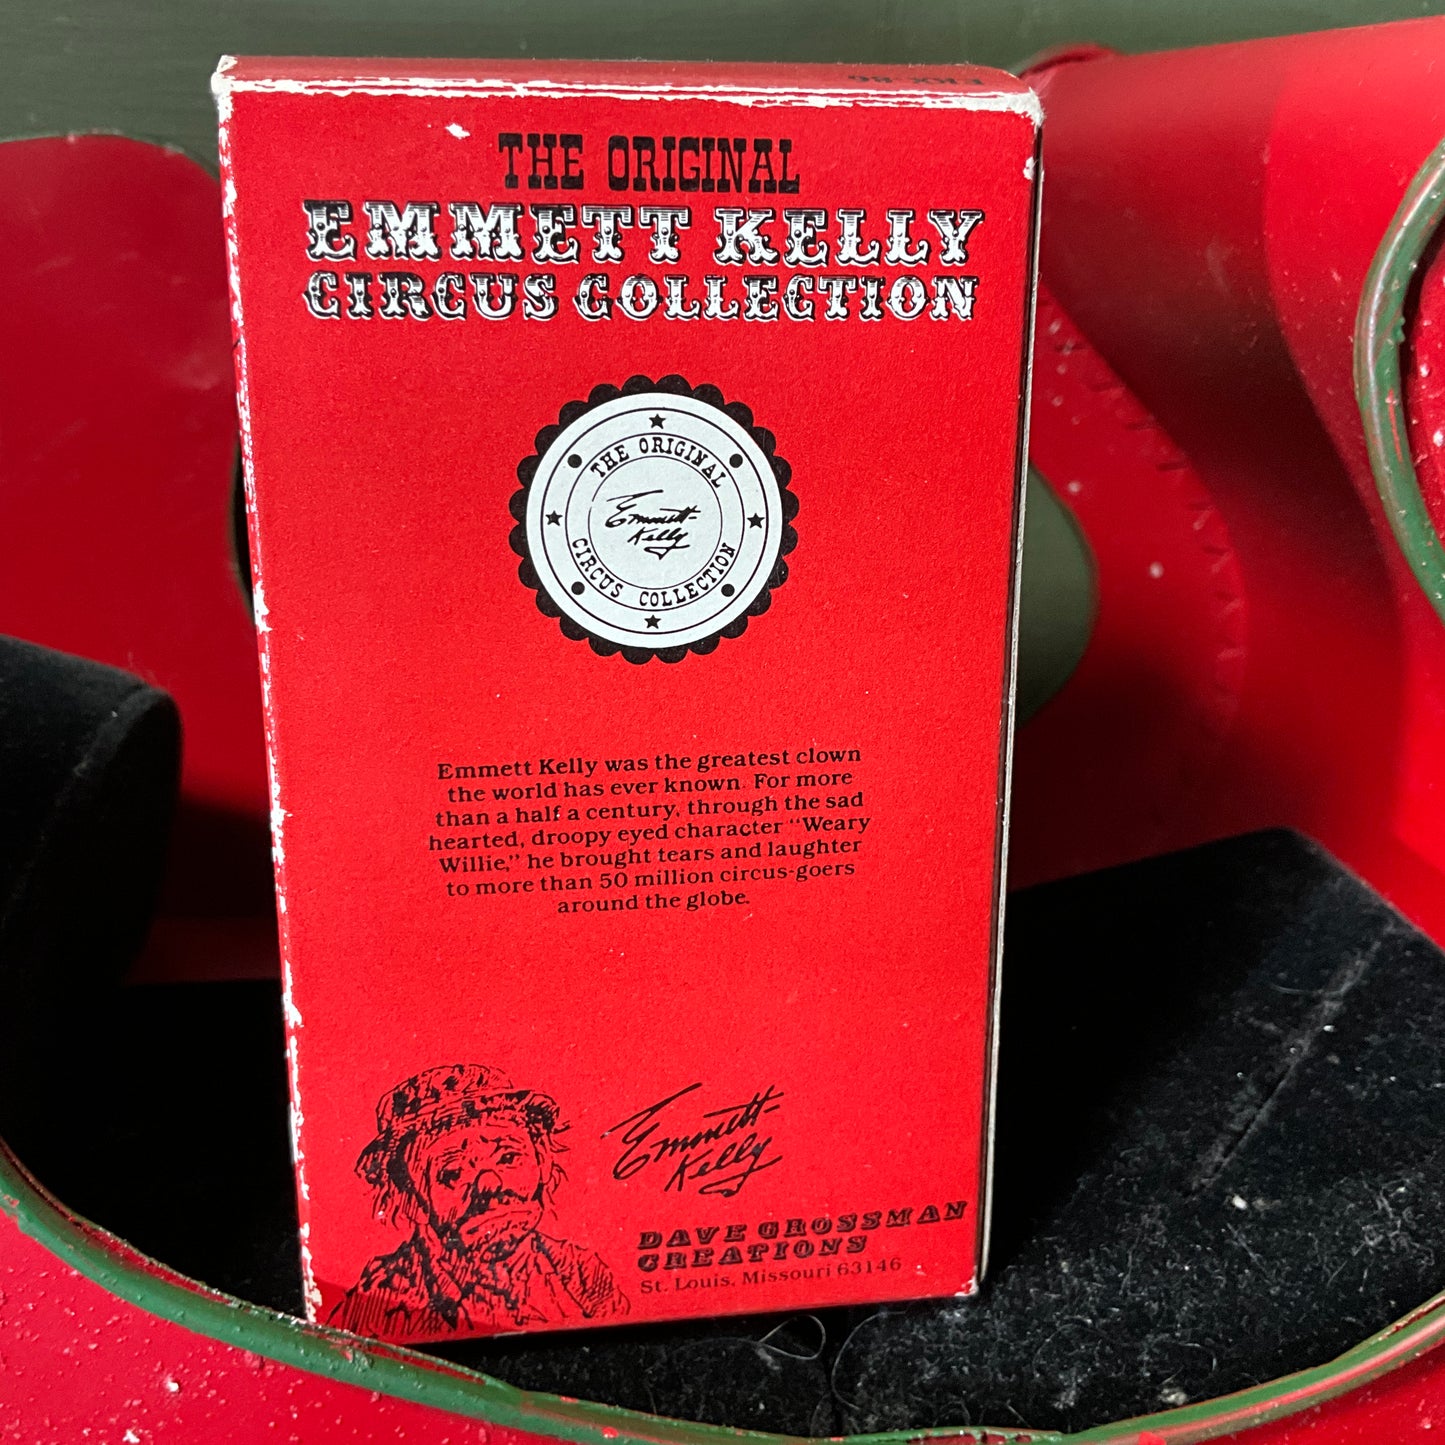 EKX-86
THE ORIGINAL
EMMETT KELLY
CIRCUS COLLECTION
THE ORIGINAL
Emmett
Kelly
CIRCUS COLLECTION
Emmett Kelly was the greatest clown
the world has ever known. For more
than a half a century, through the sad
hearted, droopy eyed character "Weary
Willie," he brought tears and laughter
to more than 50 million circus-goers
around the globe.
Emmett
Kelly
DAVE GROSSMAN
CREATIONS
St. Louis, Missouri 63146